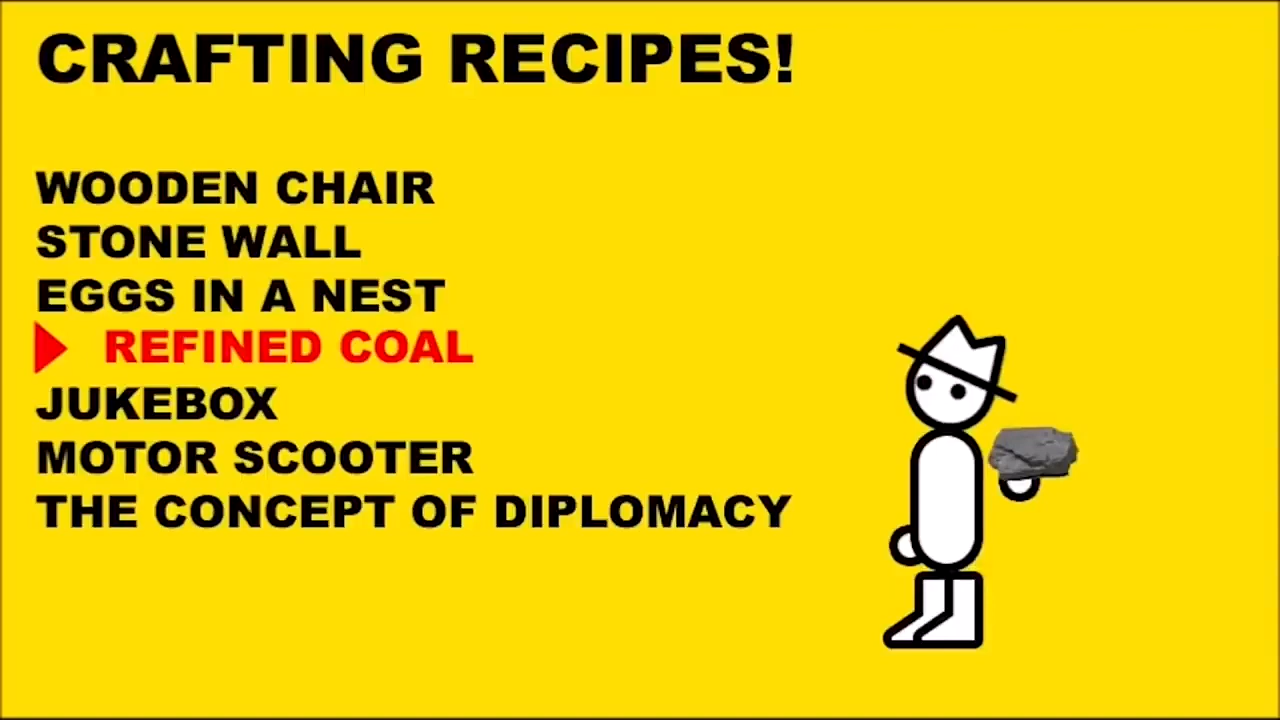 CRAFTING RECIPES!
WOODEN CHAIR
STONE WALL
EGGS IN A NEST
REFINED COAL
JUKEBOX
MOTOR SCOOTER
THE CONCEPT OF DIPLOMACY